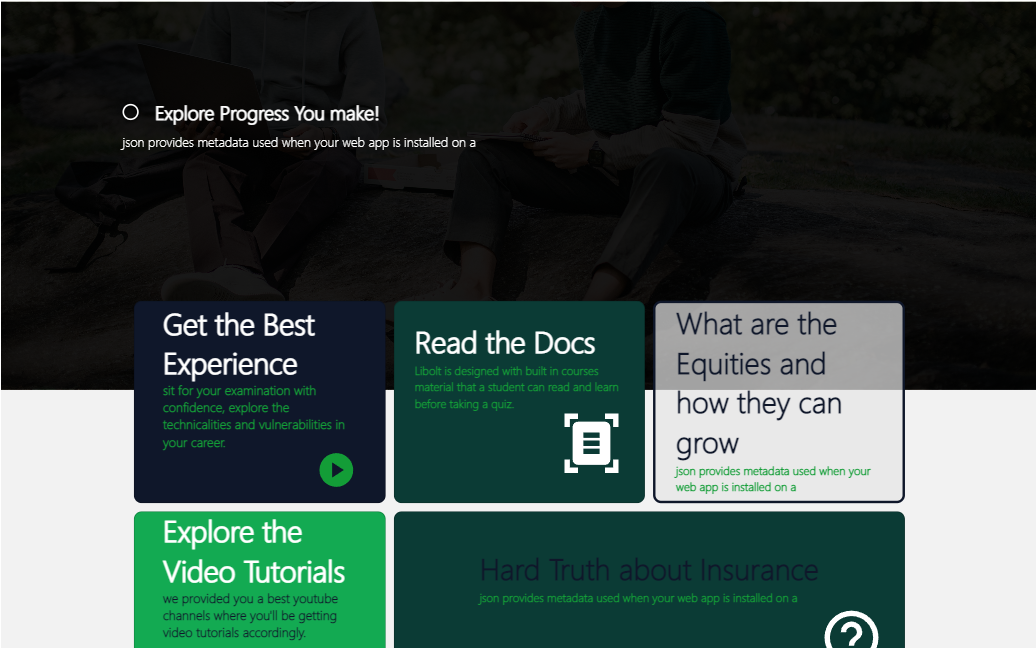 Explore Progress You make!
json provides metadata used when your web app is installed on a
Get the Best
Experience
sit for your examination with
confidence, explore the
technicalities and vulnerabilities in
your career.
Read the Docs
Libolt is designed with built in courses
material that a student can read and learn
before taking a quiz.
What are the
Equities and
how they can
grow
json provides metadata used when your
web app is installed on a
Explore the
Video Tutorials
we provided you a best youtube
channels where you'll be getting
video tutorials accordingly.
Hard Truth about Insurance
json provides metadata used when your web app is installed on a